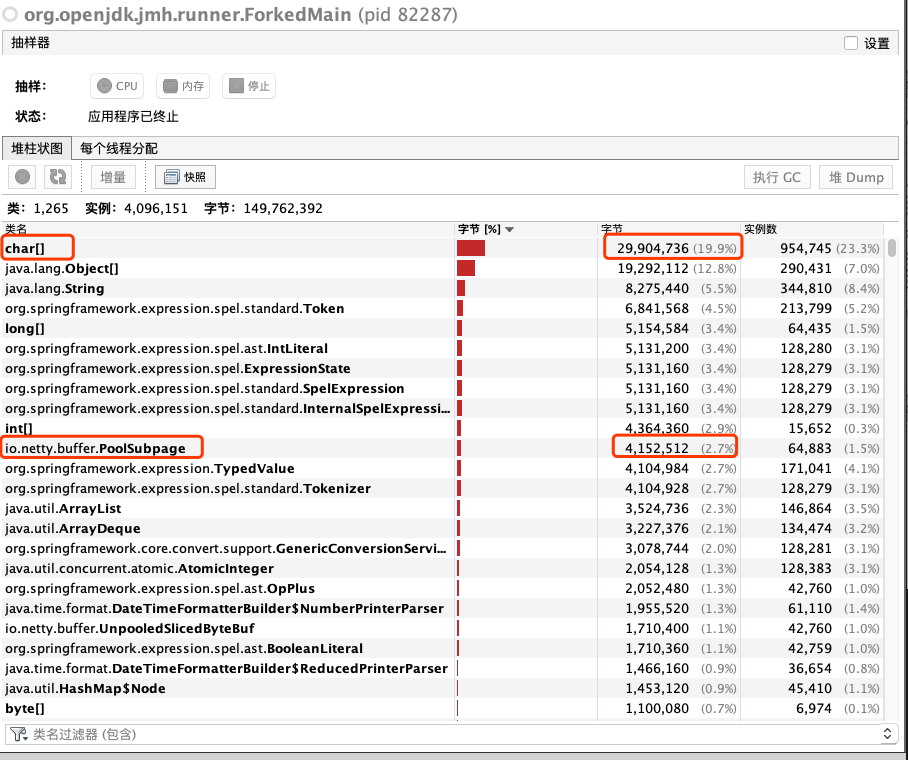 org.openjdk.jmh.runner.ForkedMain (pid 82287)
抽样器 设置
抽样： CPU 内存 停止
状态： 应用程序已终止
堆柱状图 每个线程分配
增量 快照 执行 GC 堆 Dump
类： 1,265 实例： 4,096,151 字节： 149,762,392
类名 字节 [%] 字节 实例数
char[] 29,904,736 (19.9%) 954,745 (23.3%)
java.lang.Object[] 19,292,112 (12.8%) 290,431 (7.0%)
java.lang.String 8,275,440 (5.5%) 344,810 (8.4%)
org.springframework.expression.spel.standard.Token 6,841,568 (4.5%) 213,799 (5.2%)
long[] 5,154,584 (3.4%) 64,435 (1.5%)
org.springframework.expression.spel.ast.IntLiteral 5,131,200 (3.4%) 128,280 (3.1%)
org.springframework.expression.spel.ExpressionState 5,131,160 (3.4%) 128,279 (3.1%)
org.springframework.expression.spel.standard.SpelExpression 5,131,160 (3.4%) 128,279 (3.1%)
org.springframework.expression.spel.standard.InternalSpelExpressi... 5,131,160 (3.4%) 128,279 (3.1%)
int[] 4,364,360 (2.9%) 15,652 (0.3%)
io.netty.buffer.PoolSubpage 4,152,512 (2.7%) 64,883 (1.5%)
org.springframework.expression.TypedValue 4,104,984 (2.7%) 171,041 (4.1%)
org.springframework.expression.spel.standard.Tokenizer 4,104,928 (2.7%) 128,279 (3.1%)
java.util.ArrayList 3,524,736 (2.3%) 146,864 (3.5%)
java.util.ArrayDeque 3,227,376 (2.1%) 134,474 (3.2%)
org.springframework.core.convert.support.GenericConversionServi... 3,078,744 (2.0%) 128,281 (3.1%)
java.util.concurrent.atomic.AtomicInteger 2,054,128 (1.3%) 128,383 (3.1%)
org.springframework.expression.spel.ast.OpPlus 2,052,480 (1.3%) 42,760 (1.0%)
java.time.format.DateTimeFormatterBuilder$NumberPrinterParser 1,955,520 (1.3%) 61,110 (1.4%)
io.netty.buffer.UnpooledSlicedByteBuf 1,710,400 (1.1%) 42,760 (1.0%)
org.springframework.expression.spel.ast.BooleanLiteral 1,710,360 (1.1%) 42,759 (1.0%)
java.time.format.DateTimeFormatterBuilder$ReducedPrinterParser 1,466,160 (0.9%) 36,654 (0.8%)
java.util.HashMap$Node 1,453,120 (0.9%) 45,410 (1.1%)
byte[] 1,100,080 (0.7%) 6,974 (0.1%)
类名过滤器 (包含)